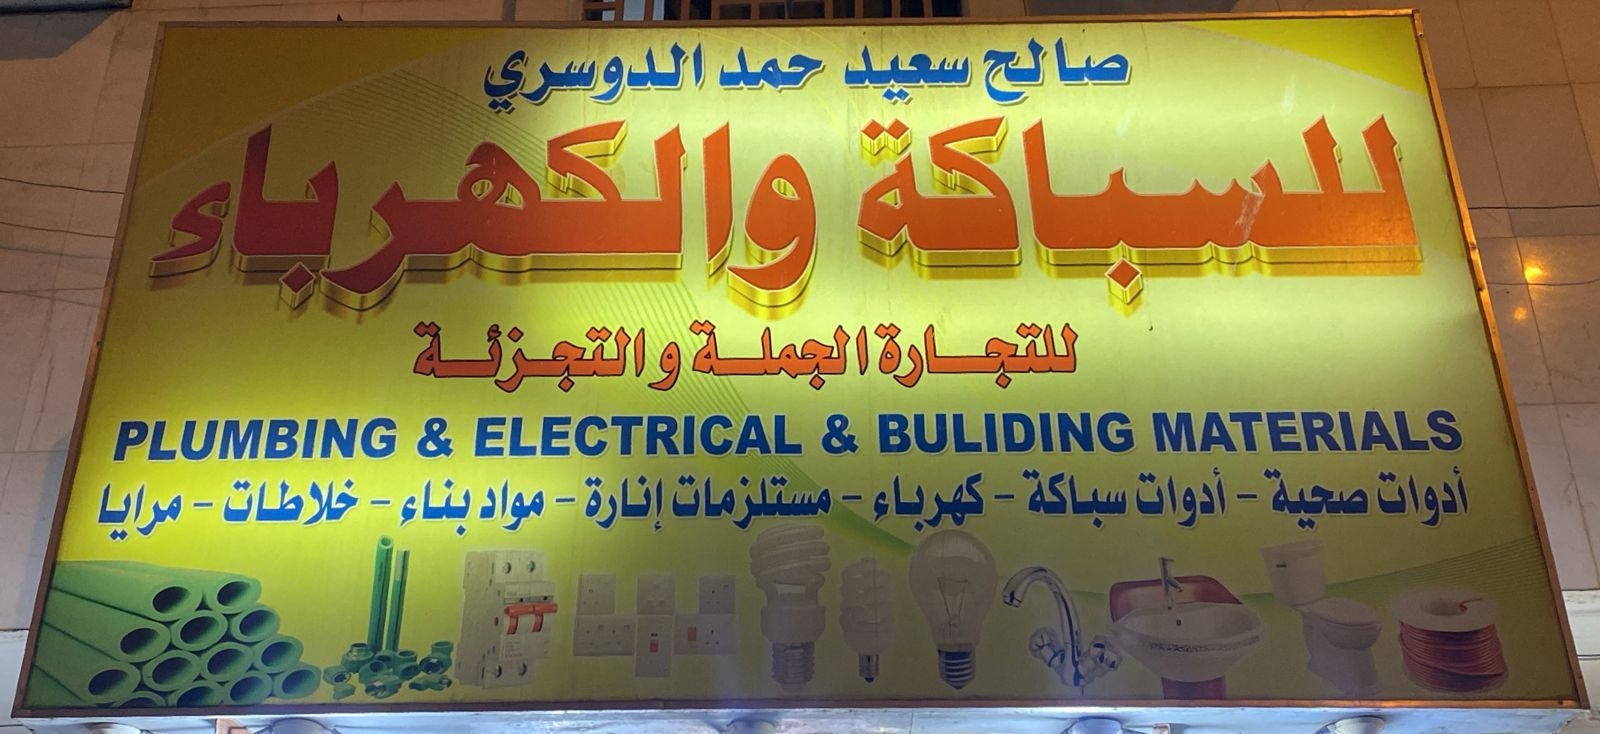 صالح سعيد حمد الدوسري
للسباكة والكهرباء
للتجارة الجملة والتجزئة
PLUMBING & ELECTRICAL & BULIDING MATERIALS
أدوات صحية - أدوات سباكة - كهرباء - مستلزمات إنارة - مواد بناء - خلاطات - مرايا